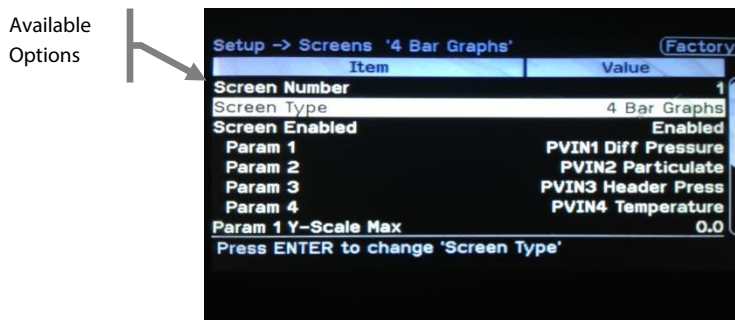 Available
Options
Setup -> Screens '4 Bar Graphs' (Factory
Item Value
Screen Number 1
Screen Type 4 Bar Graphs
Screen Enabled Enabled
Param 1 PVIN1 Diff Pressure
Param 2 PVIN2 Particulate
Param 3 PVIN3 Header Press
Param 4 PVIN4 Temperature
Param 1 Y-Scale Max 0.0
Press ENTER to change 'Screen Type'